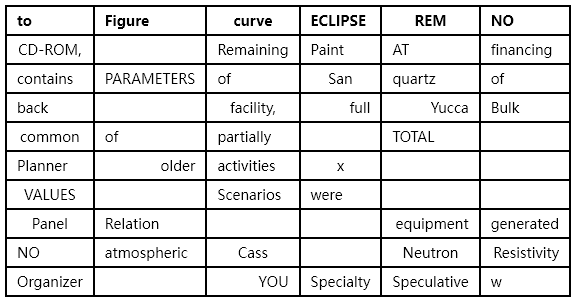 to Figure curve ECLIPSE REM NO
CD-ROM, Remaining Paint AT financing
contains PARAMETERS of San quartz of
back facility, full Yucca Bulk
common of partially TOTAL
Planner older activities x
VALUES Scenarios were
Panel Relation equipment generated
NO atmospheric Cass Neutron Resistivity
Organizer YOU Specialty Speculative w